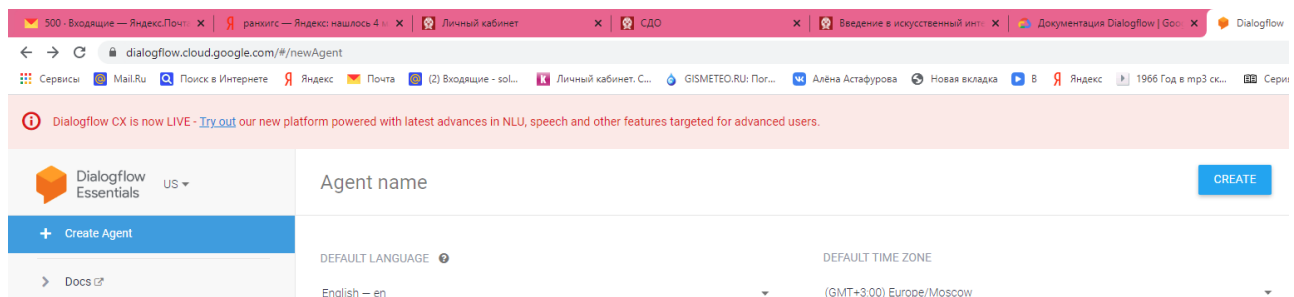 500 - Входящие — Яндекс.Почта
ранхигс — Яндекс: нашлось 4 м
Личный кабинет
СДО
Введение в искусственный инте
Документация Dialogflow | Goo
Dialogflow
dialogflow.cloud.google.com/#/newAgent
Сервисы Mail.Ru Поиск в Интернете Яндекс Почта (2) Входящие - sol... Личный кабинет. С... GISMETEO.RU: Пог... Алёна Астафурова Новая вкладка В Яндекс 1966 Год в mp3 ск... Сери
Dialogflow CX is now LIVE - Try out our new platform powered with latest advances in NLU, speech and other features targeted for advanced users.
Dialogflow
Essentials
US
Agent name
CREATE
Create Agent
DEFAULT LANGUAGE
DEFAULT TIME ZONE
Docs
English — en
(GMT+3:00) Europe/Moscow